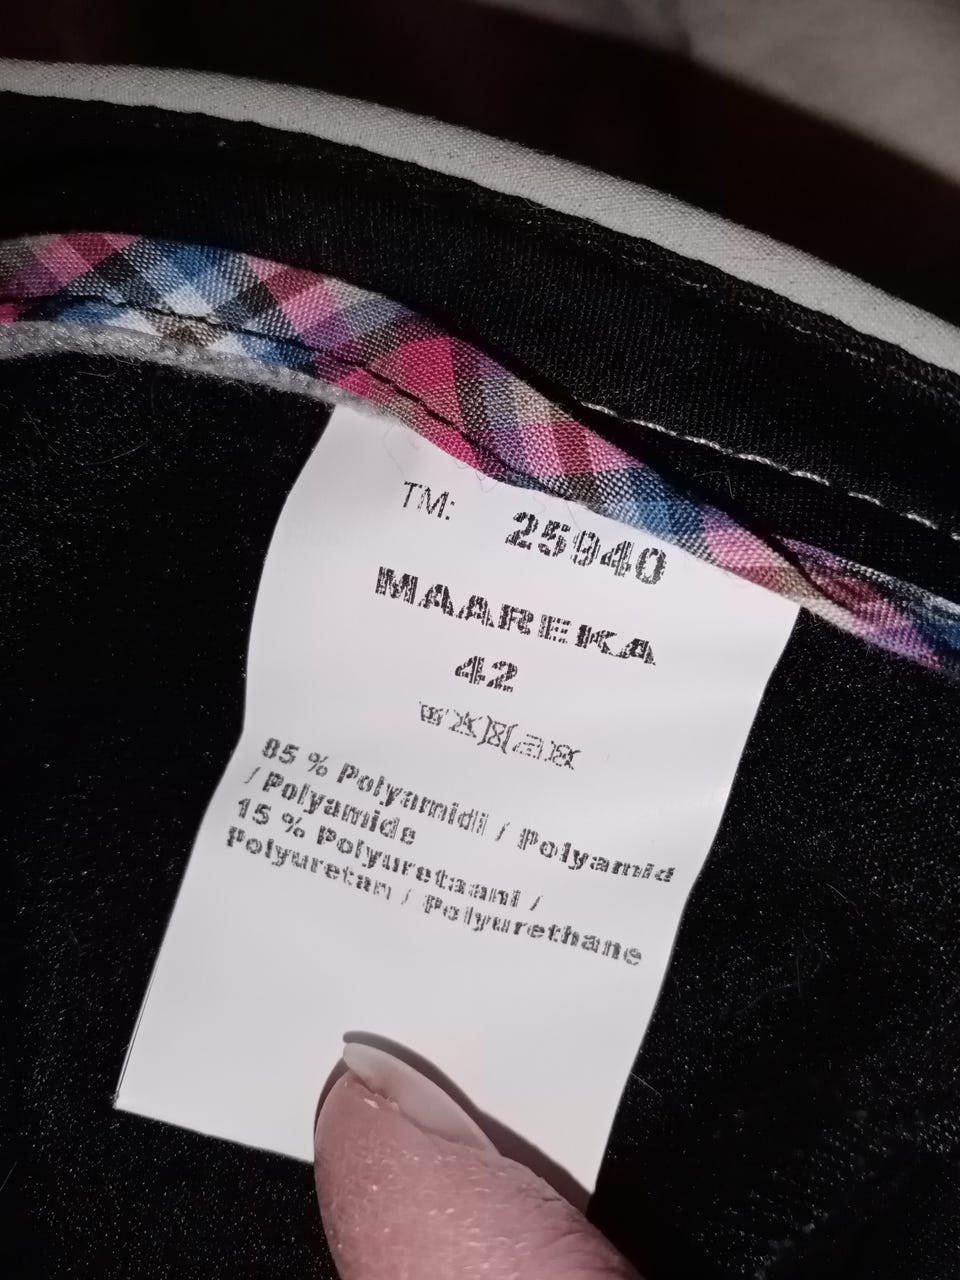 TM: 25940
MAAREKA
42
85 % Polyamidi / Polyamid
/ Polyamide
15 % Polyuretaani /
Polyuretan / Polyurethane